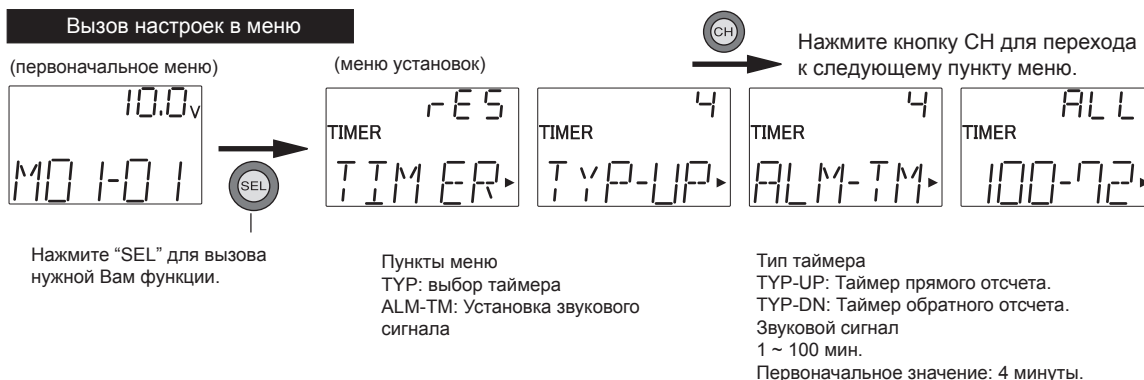 Вызов настроек в меню
(первоначальное меню)
10.0v
M01-01
SEL
Нажмите “SEL” для вызова
нужной Вам функции.
(меню установок)
CH
Нажмите кнопку CH для перехода
к следующему пункту меню.
rES
TIMER
TIMER
4
TIMER
TYP-UP
4
TIMER
ALM-TM
ALL
TIMER
100-72
Пункты меню
TYP: выбор таймера
ALM-TM: Установка звукового
сигнала
Тип таймера
TYP-UP: Таймер прямого отсчета.
TYP-DN: Таймер обратного отсчета.
Звуковой сигнал
1 ~ 100 мин.
Первоначальное значение: 4 минуты.